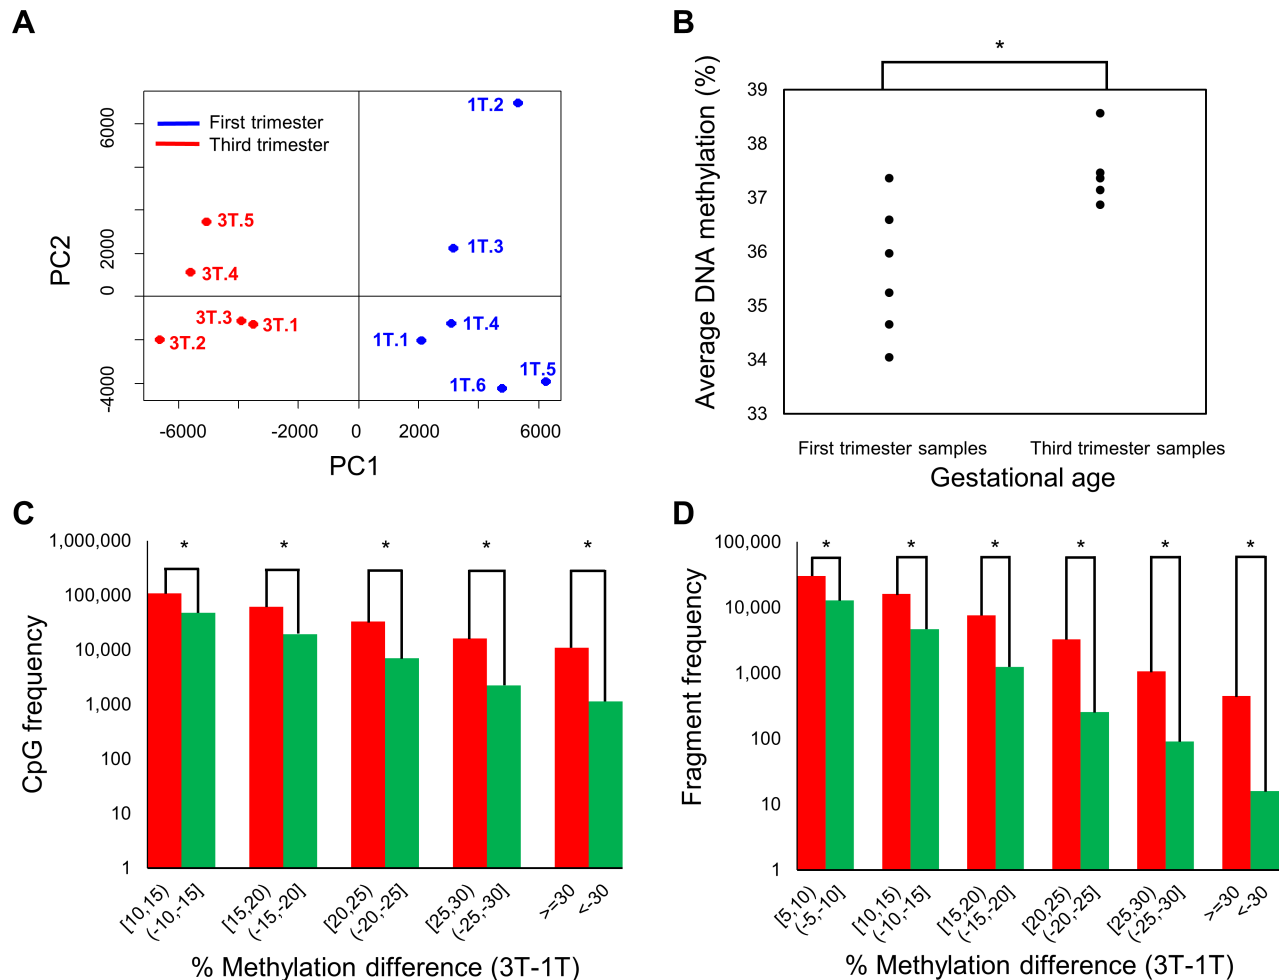 A
First trimester
Third trimester
1T.2
3T.5
1T.3
3T.4
3T.3
3T.1
1T.4
3T.2
1T.1
1T.5
1T.6
6000
2000
0
-4000
PC2
-6000
-2000
0
2000
6000
PC1
B
*
39
38
37
36
35
34
33
Average DNA methylation (%)
First trimester samples
Third trimester samples
Gestational age
C
1,000,000
100,000
10,000
1,000
100
10
1
CpG frequency
*
*
*
*
*
[10,15)
(-10,-15]
[15,20)
(-15,-20]
[20,25)
(-20,-25]
[25,30)
(-25,-30]
>=30
<-30
% Methylation difference (3T-1T)
D
100,000
10,000
1,000
100
10
1
Fragment frequency
*
*
*
*
*
*
[5,10)
(-5,-10]
[10,15)
(-10,-15]
[15,20)
(-15,-20]
[20,25)
(-20,-25]
[25,30)
(-25,-30]
>=30
<-30
% Methylation difference (3T-1T)